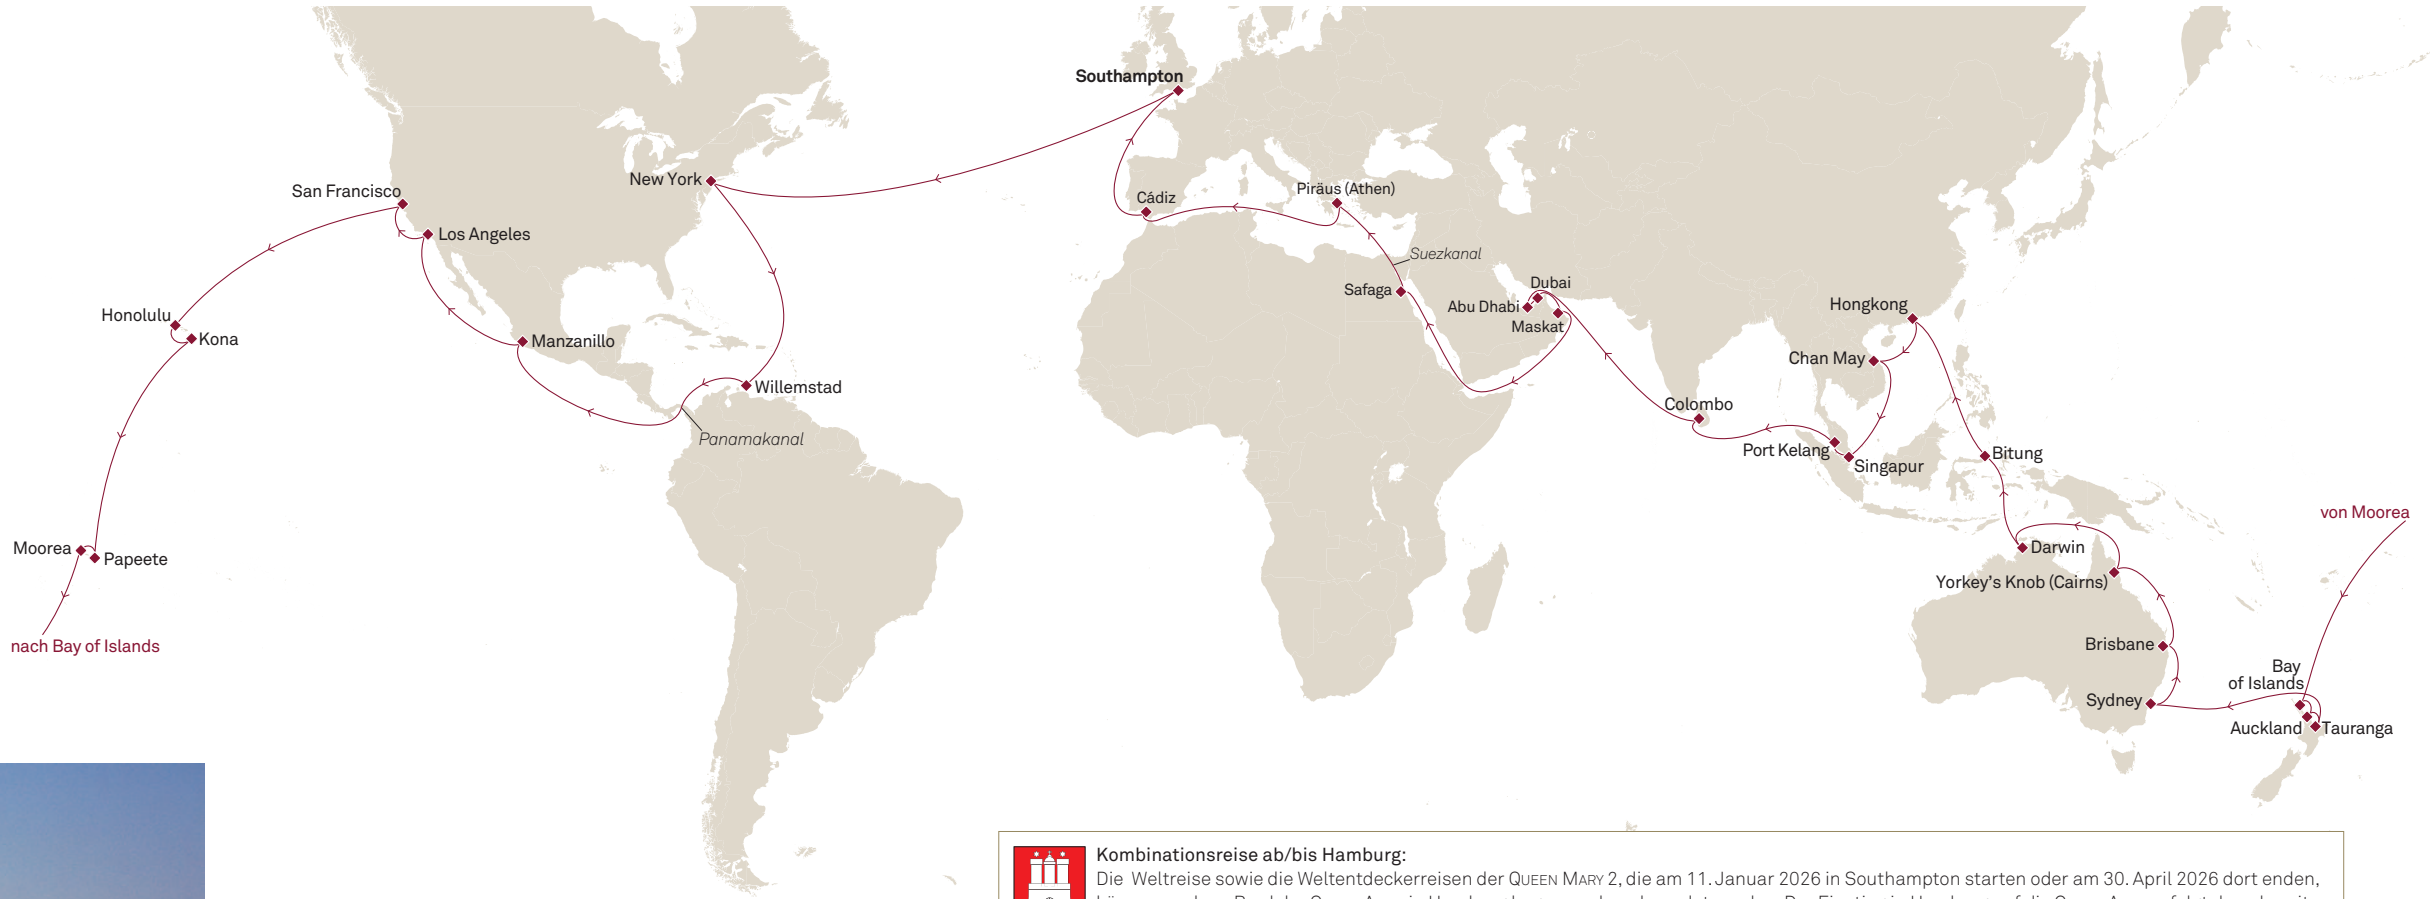 Southampton
New York
San Francisco
Los Angeles
Honolulu
Kona
Manzanillo
Willemstad
Panamakanal
Moorea
Papeete
nach Bay of Islands
Cádiz
Piräus (Athen)
Suezkanal
Safaga
Dubai
Abu Dhabi
Maskat
Hongkong
Chan May
Colombo
Port Kelang
Singapur
Bitung
von Moorea
Darwin
Yorkey's Knob (Cairns)
Brisbane
Bay
of Islands
Sydney
Auckland
Tauranga
Kombinationsreise ab/bis Hamburg:
Die Weltreise sowie die Weltentdeckerreisen der QUEEN MARY 2, die am 11. Januar 2026 in Southampton starten oder am 30. April 2026 dort enden,